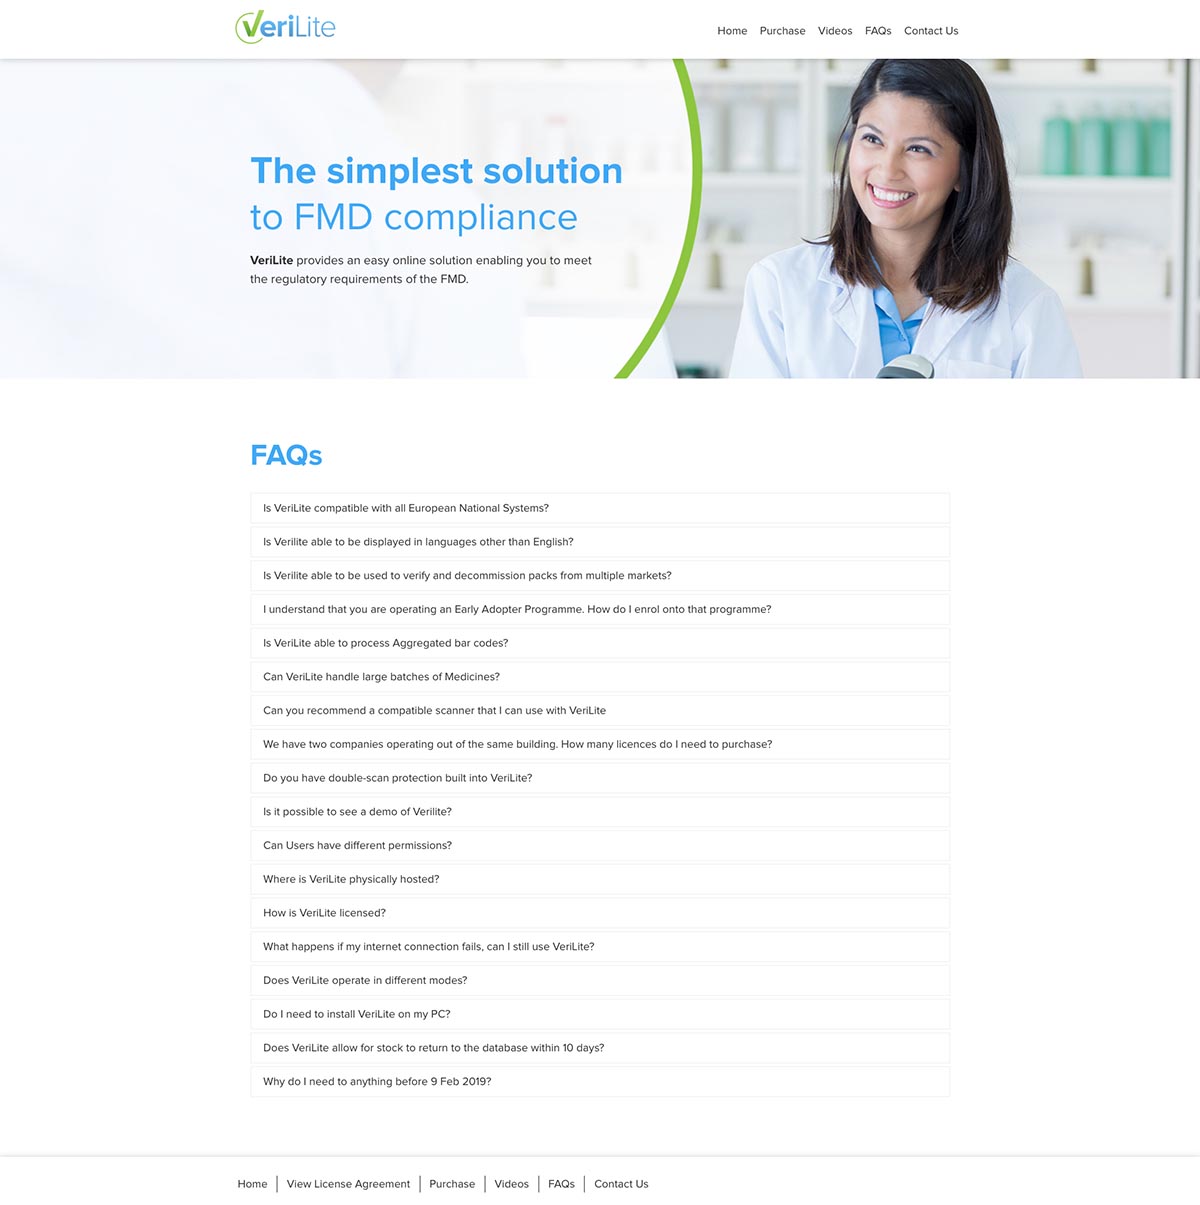 VeriLite
Home Purchase Videos FAQs Contact Us
The simplest solution
to FMD compliance
VeriLite provides an easy online solution enabling you to meet
the regulatory requirements of the FMD.
FAQs
Is VeriLite compatible with all European National Systems?
Is Verilite able to be displayed in languages other than English?
Is Verilite able to be used to verify and decommission packs from multiple markets?
I understand that you are operating an Early Adopter Programme. How do I enrol onto that programme?
Is VeriLite able to process Aggregated bar codes?
Can VeriLite handle large batches of Medicines?
Can you recommend a compatible scanner that I can use with VeriLite
We have two companies operating out of the same building. How many licences do I need to purchase?
Do you have double-scan protection built into VeriLite?
Is it possible to see a demo of Verilite?
Can Users have different permissions?
Where is VeriLite physically hosted?
How is VeriLite licensed?
What happens if my internet connection fails, can I still use VeriLite?
Does VeriLite operate in different modes?
Do I need to install VeriLite on my PC?
Does VeriLite allow for stock to return to the database within 10 days?
Why do I need to anything before 9 Feb 2019?
Home View License Agreement Purchase Videos FAQs Contact Us